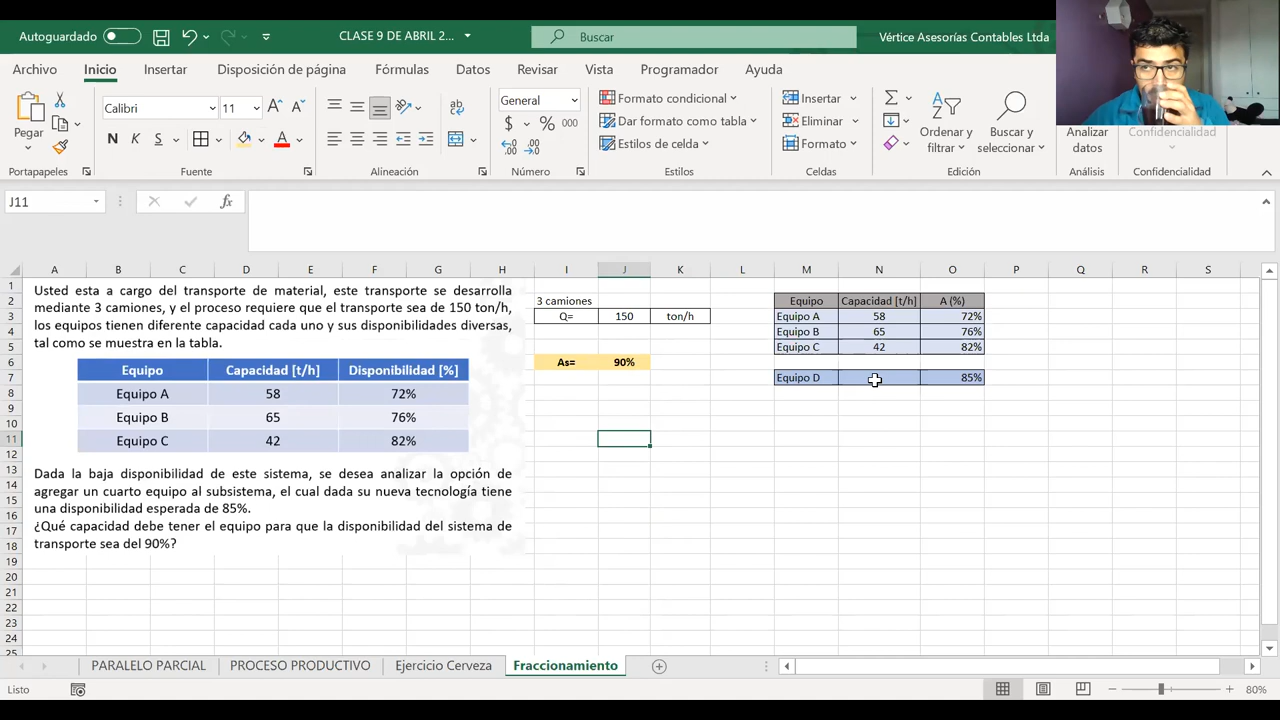 Autoguardado
CLASE 9 DE ABRIL 2...
Buscar
Vértice Asesorías Contables Ltda
Archivo Inicio Insertar Disposición de página Fórmulas Datos Revisar Vista Programador Ayuda
Pegar
Calibri 11
N K S
General
$ % 000
Formato condicional
Dar formato como tabla
Estilos de celda
Insertar
Eliminar
Formato
Ordenar y filtrar
Buscar y seleccionar
Analizar datos
Confidencialidad
Portapapeles Fuente Alineación Número Estilos Celdas Edición Análisis Confidencialidad
J11 fx
A B C D E F G H I J K L M N O P Q R S
1
2
3
4
5
6
7
8
9
10
11
12
13
14
15
16
17
18
19
20
21
22
23
24
25
Usted esta a cargo del transporte de material, este transporte se desarrolla
mediante 3 camiones, y el proceso requiere que el transporte sea de 150 ton/h,
los equipos tienen diferente capacidad cada uno y sus disponibilidades diversas,
tal como se muestra en la tabla.
Equipo Capacidad [t/h] Disponibilidad [%]
Equipo A 58 72%
Equipo B 65 76%
Equipo C 42 82%
Dada la baja disponibilidad de este sistema, se desea analizar la opción de
agregar un cuarto equipo al subsistema, el cual dada su nueva tecnología tiene
una disponibilidad esperada de 85%.
¿Qué capacidad debe tener el equipo para que la disponibilidad del sistema de
transporte sea del 90%?
3 camiones
Q= 150 ton/h
As= 90%
Equipo Capacidad [t/h] A (%)
Equipo A 58 72%
Equipo B 65 76%
Equipo C 42 82%
Equipo D 85%
PARALELO PARCIAL PROCESO PRODUCTIVO Ejercicio Cerveza Fraccionamiento
Listo
80%